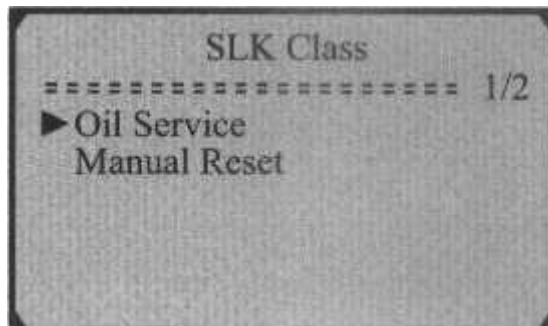 SLK Class
==================== 1/2
►Oil Service
Manual Reset